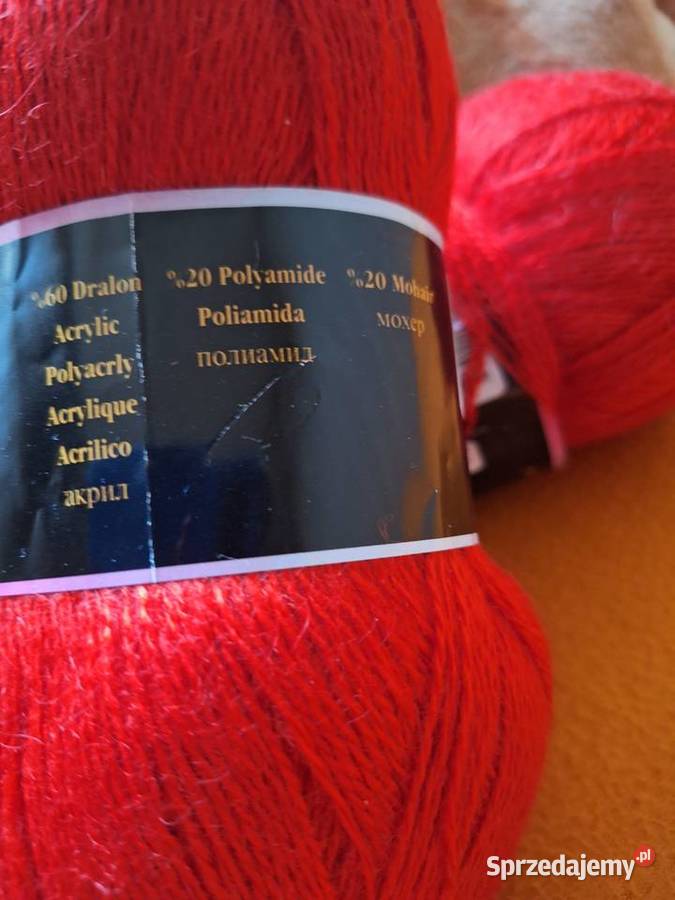 %60 Dralon
Acrylic
Polyacrly
Acrylique
Acrilico
акрил
%20 Polyamide
Poliamida
полиамид
%20 Mohair
мохер
Sprzedajemy.pl